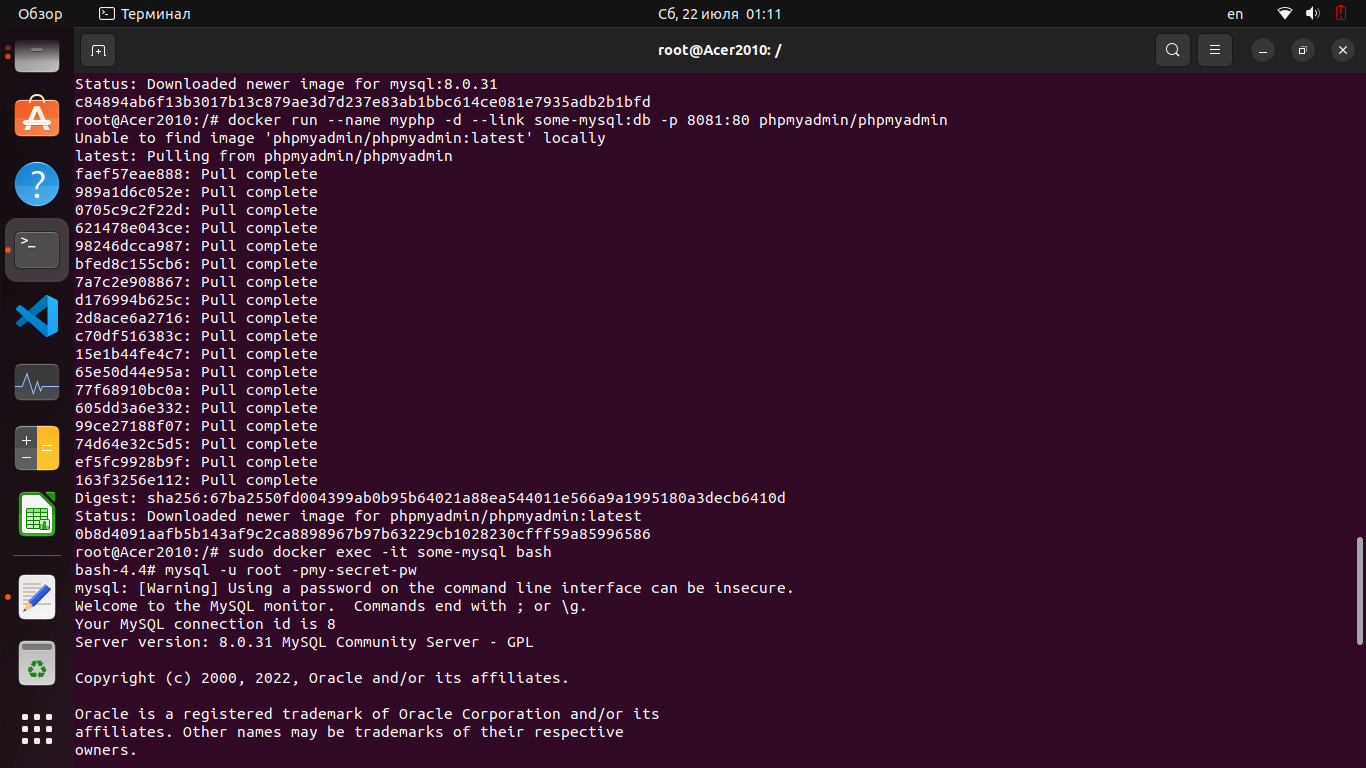 Обзор
Терминал
Сб, 22 июля 01:11
en
root@Acer2010: /
Status: Downloaded newer image for mysql:8.0.31
c84894ab6f13b3017b13c879ae3d7d237e83ab1bbc614ce081e7935adb2b1bfd
root@Acer2010:/# docker run --name myphp -d --link some-mysql:db -p 8081:80 phpmyadmin/phpmyadmin
Unable to find image 'phpmyadmin/phpmyadmin:latest' locally
latest: Pulling from phpmyadmin/phpmyadmin
faef57eae888: Pull complete
989a1d6c052e: Pull complete
0705c9c2f22d: Pull complete
621478e043ce: Pull complete
98246dcca987: Pull complete
bfed8c155cb6: Pull complete
7a7c2e908867: Pull complete
d176994b625c: Pull complete
2d8ace6a2716: Pull complete
c70df516383c: Pull complete
15e1b44fe4c7: Pull complete
65e50d44e95a: Pull complete
77f68910bc0a: Pull complete
605dd3a6e332: Pull complete
99ce27188f07: Pull complete
74d64e32c5d5: Pull complete
ef5fc9928b9f: Pull complete
163f3256e112: Pull complete
Digest: sha256:67ba2550fd004399ab0b95b64021a88ea544011e566a9a1995180a3decb6410d
Status: Downloaded newer image for phpmyadmin/phpmyadmin:latest
0b8d4091aafb5b143af9c2ca8898967b97b63229cb1028230cfff59a85996586
root@Acer2010:/# sudo docker exec -it some-mysql bash
bash-4.4# mysql -u root -pmy-secret-pw
mysql: [Warning] Using a password on the command line interface can be insecure.
Welcome to the MySQL monitor.  Commands end with ; or \g.
Your MySQL connection id is 8
Server version: 8.0.31 MySQL Community Server - GPL
Copyright (c) 2000, 2022, Oracle and/or its affiliates.
Oracle is a registered trademark of Oracle Corporation and/or its
affiliates. Other names may be trademarks of their respective
owners.